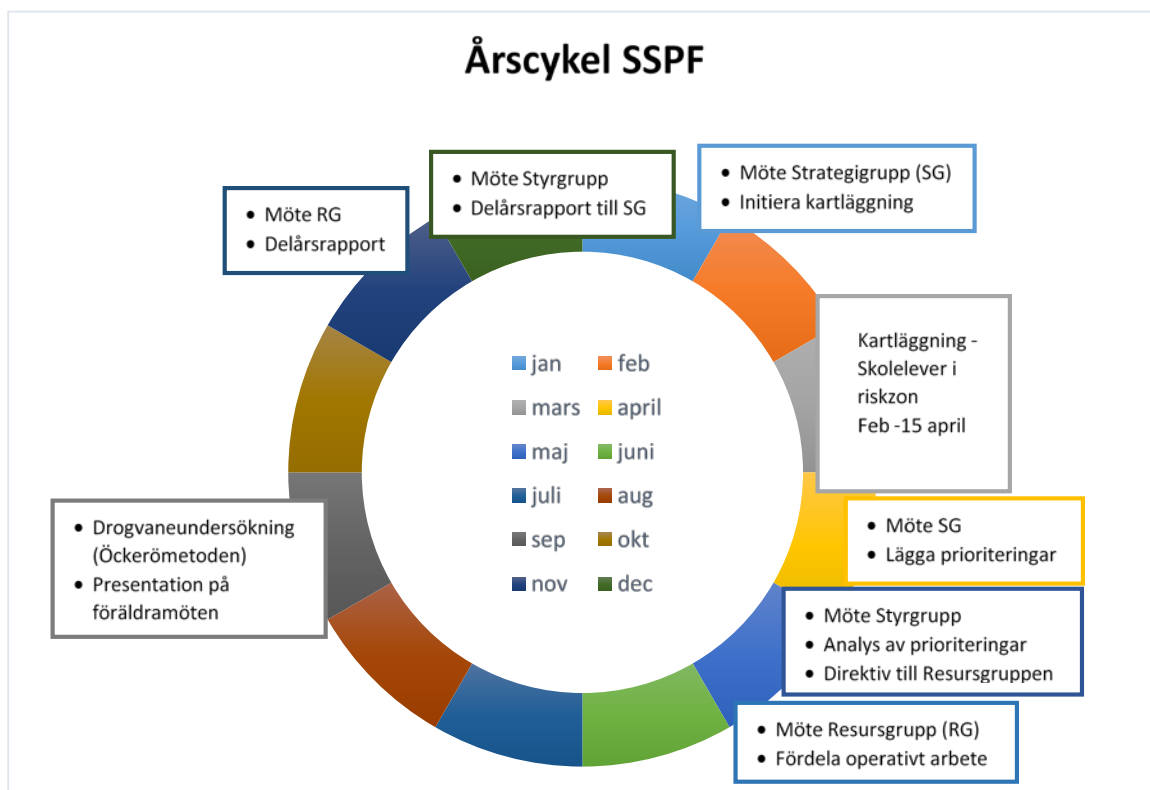 Årscykel SSPF
• Möte Styrgrupp
• Delårsrapport till SG
• Möte Strategigrupp (SG)
• Initiera kartläggning
• Möte RG
• Delårsrapport
Kartläggning -
Skolelever i
riskzon
Feb -15 april
jan feb
mars april
maj juni
juli aug
sep okt
nov dec
• Drogvaneundersökning
(Öckerömetoden)
• Presentation på
föräldramöten
• Möte SG
• Lägga prioriteringar
• Möte Styrgrupp
• Analys av prioriteringar
• Direktiv till Resursgruppen
• Möte Resursgrupp (RG)
• Fördela operativt arbete